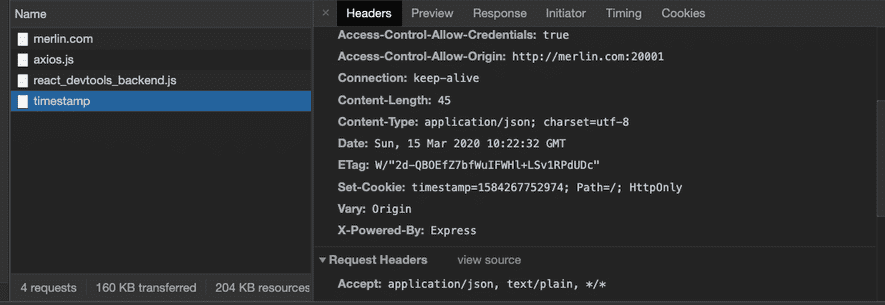 Name
merlin.com
axios.js
react_devtools_backend.js
timestamp
4 requests 160 KB transferred 204 KB resources
× Headers Preview Response Initiator Timing Cookies
Access-Control-Allow-Credentials: true
Access-Control-Allow-Origin: http://merlin.com:20001
Connection: keep-alive
Content-Length: 45
Content-Type: application/json; charset=utf-8
Date: Sun, 15 Mar 2020 10:22:32 GMT
ETag: W/"2d-QBOEfZ7bfWuIFWHl+LSv1RPdUDc"
Set-Cookie: timestamp=1584267752974; Path=/; HttpOnly
Vary: Origin
X-Powered-By: Express
Request Headers view source
Accept: application/json, text/plain, */*